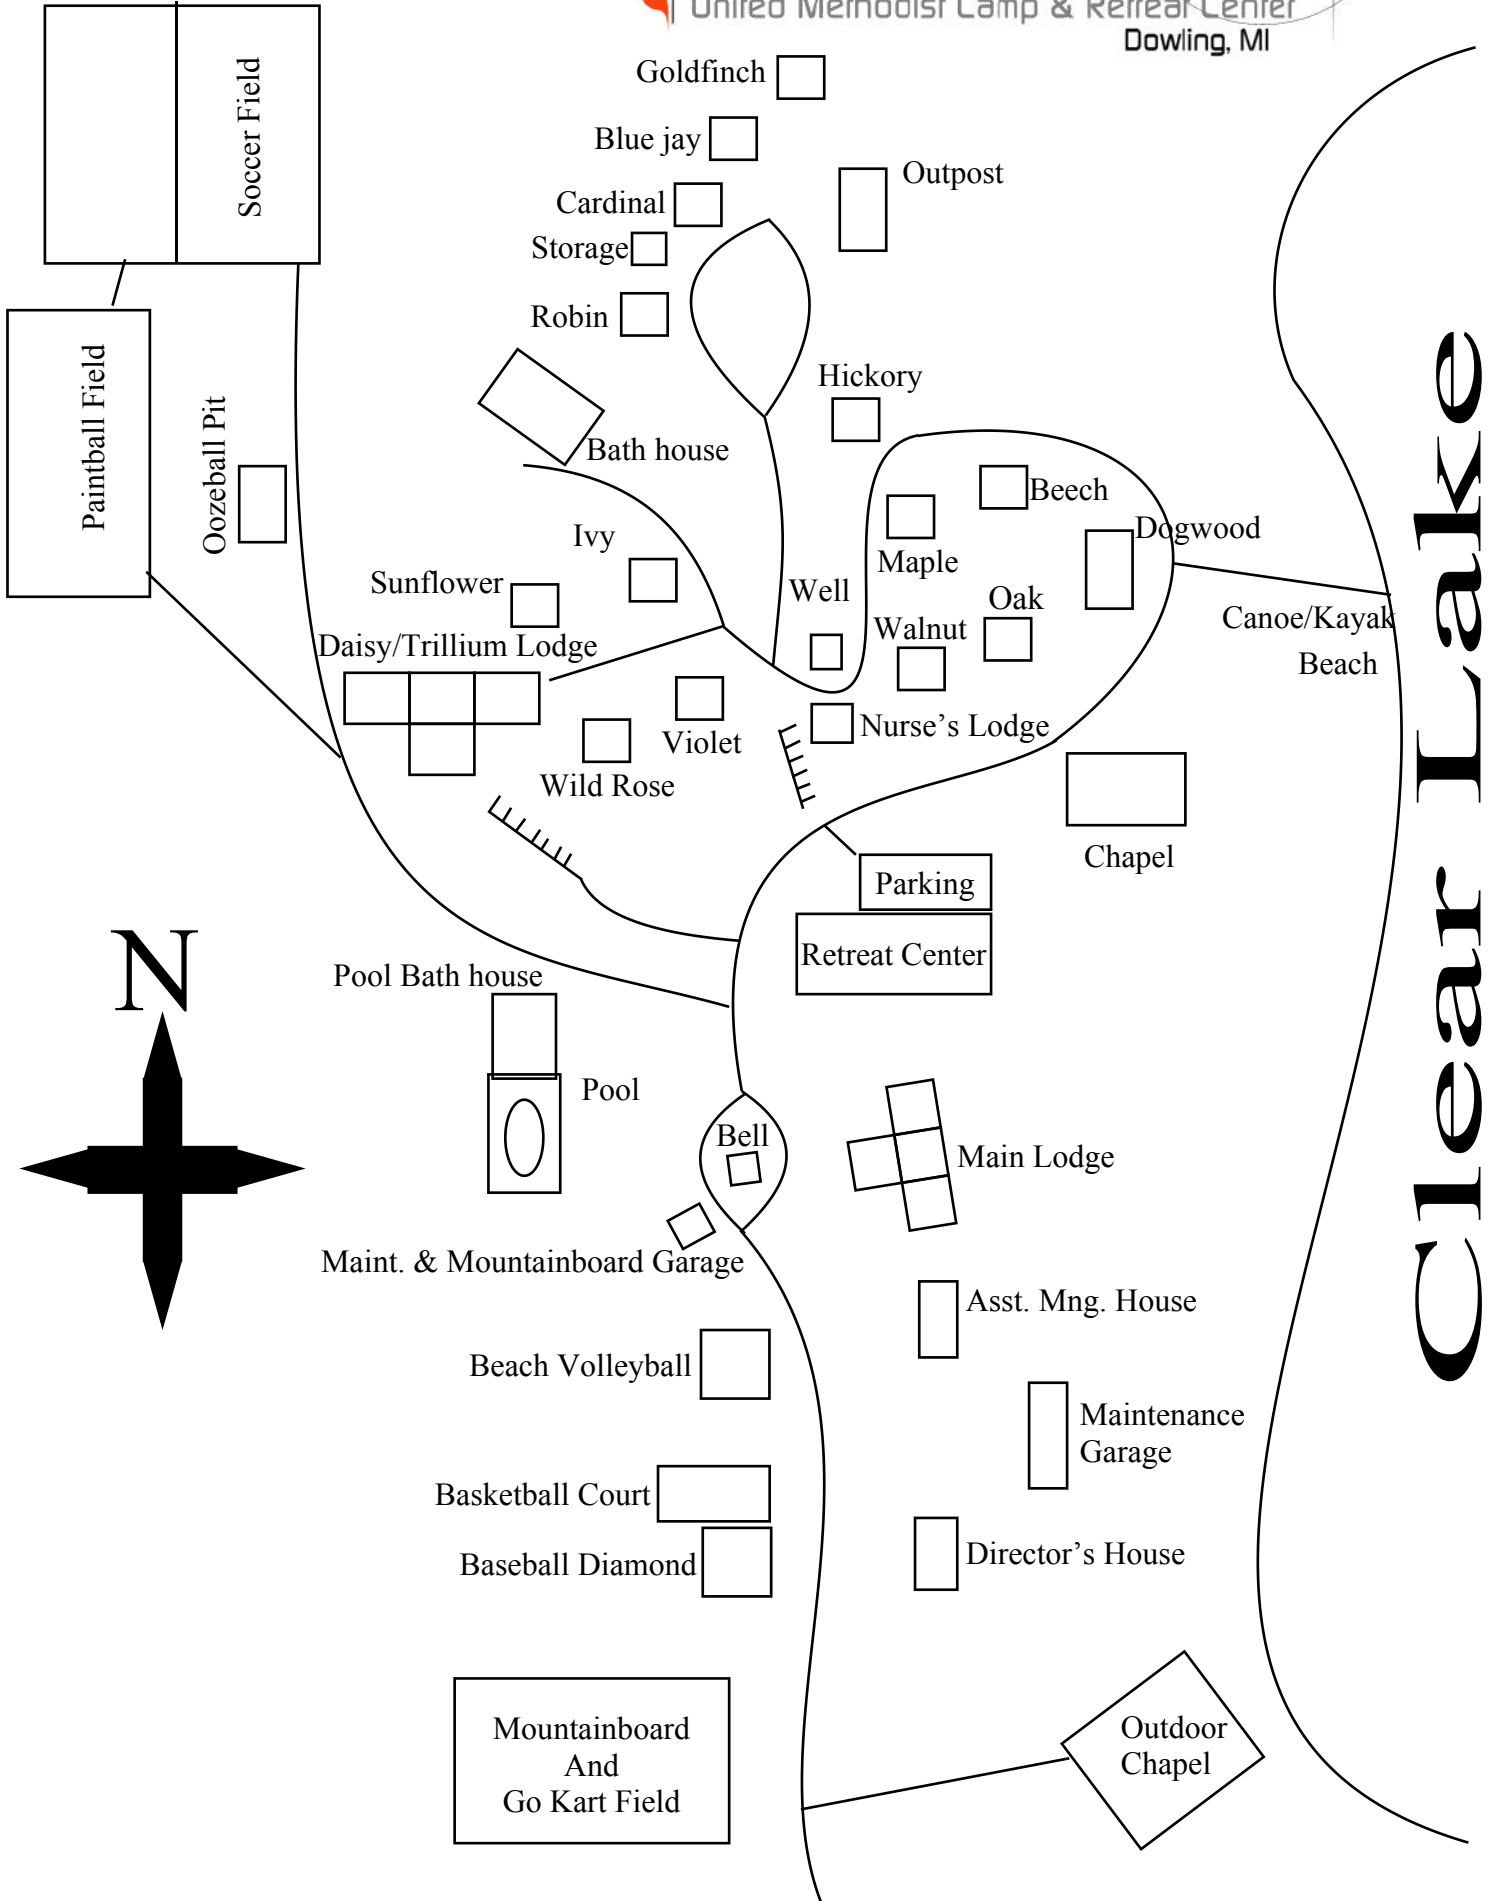 United Methodist Camp & Retreat Center
Dowling, MI
Goldfinch
Soccer Field
Blue jay
Outpost
Cardinal
Storage
Robin
Paintball Field
Hickory
Oozeball Pit
Bath house
Beech
Dogwood
Ivy
Maple
Sunflower
Well
Oak
Canoe/Kayak
Beach
Walnut
Daisy/Trillium Lodge
Nurse’s Lodge
Violet
Wild Rose
Chapel
Parking
Retreat Center
Clear Lake
N
Pool Bath house
Pool
Bell
Main Lodge
Maint. & Mountainboard Garage
Asst. Mng. House
Beach Volleyball
Maintenance
Garage
Basketball Court
Director’s House
Baseball Diamond
Mountainboard
And
Go Kart Field
Outdoor
Chapel